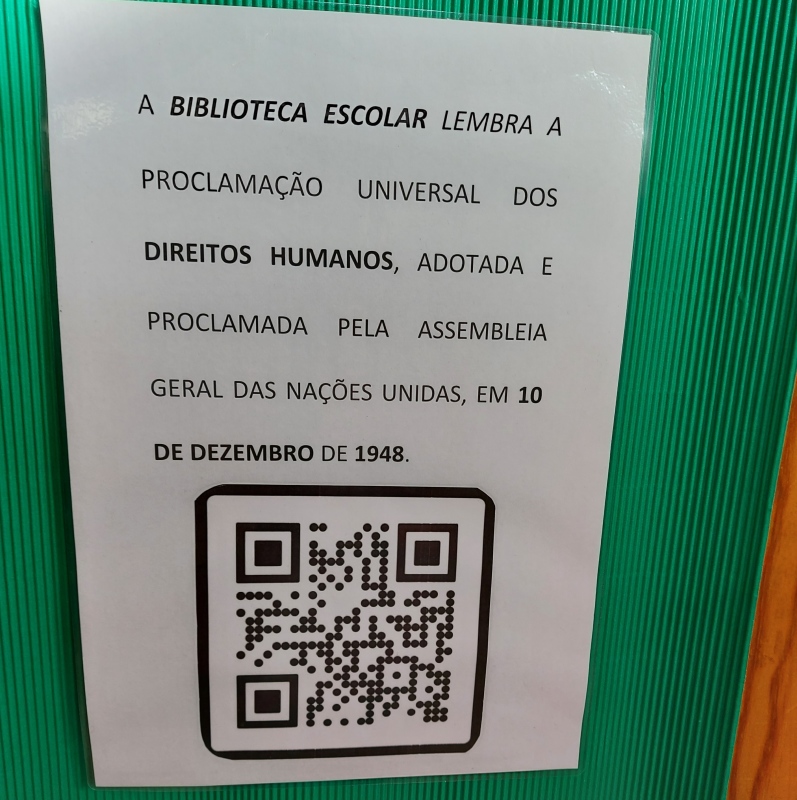 A BIBLIOTECA ESCOLAR LEMBRA A
PROCLAMAÇÃO UNIVERSAL DOS
DIREITOS HUMANOS, ADOTADA E
PROCLAMADA PELA ASSEMBLEIA
GERAL DAS NAÇÕES UNIDAS, EM 10
DE DEZEMBRO DE 1948.